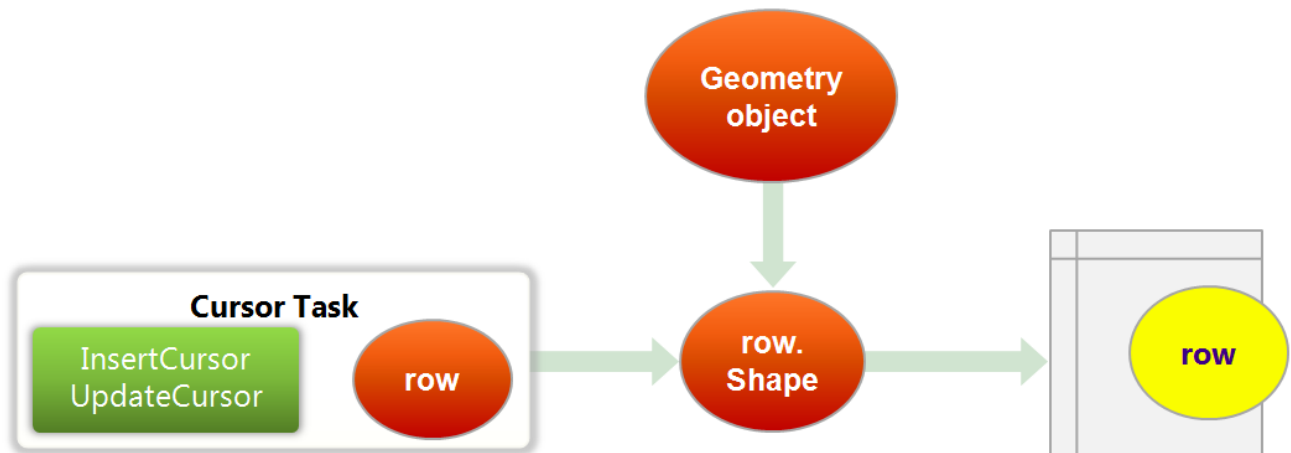 Geometry
object
Cursor Task
InsertCursor
UpdateCursor
row
row.
Shape
row